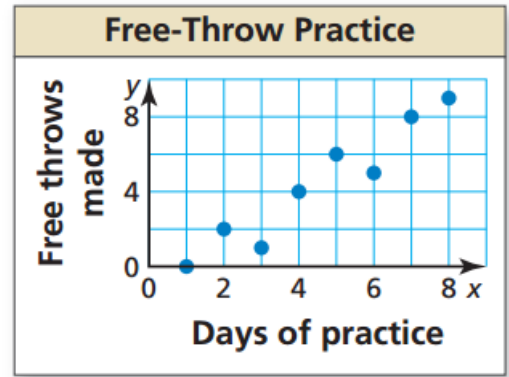 Free-Throw Practice
Free throws
made
y
8
4
0
0 2 4 6 8 x
Days of practice